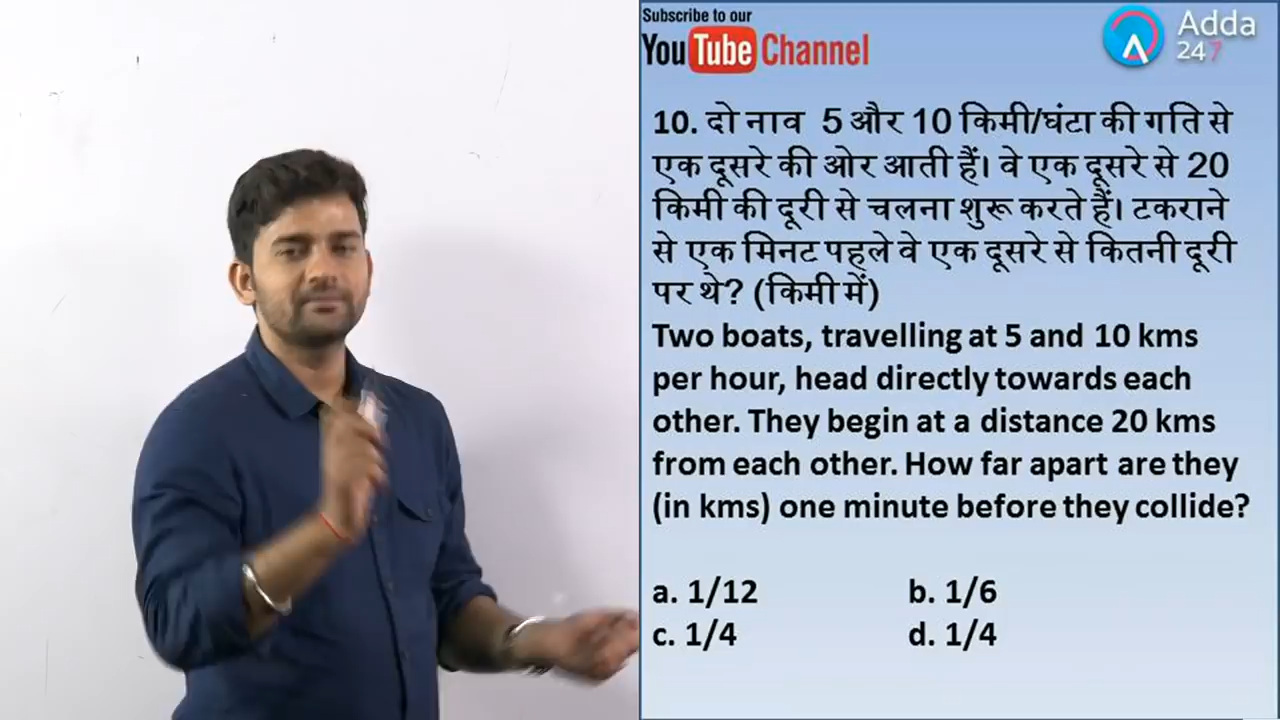 Subscribe to our
YouTube Channel
Adda
247
10. दो नाव 5 और 10 किमी/घंटा की गति से
एक दूसरे की ओर आती हैं। वे एक दूसरे से 20
किमी की दूरी से चलना शुरू करते हैं। टकराने
से एक मिनट पहले वे एक दूसरे से कितनी दूरी
पर थे? (किमी में)
Two boats, travelling at 5 and 10 kms
per hour, head directly towards each
other. They begin at a distance 20 kms
from each other. How far apart are they
(in kms) one minute before they collide?
a. 1/12 b. 1/6
c. 1/4 d. 1/4